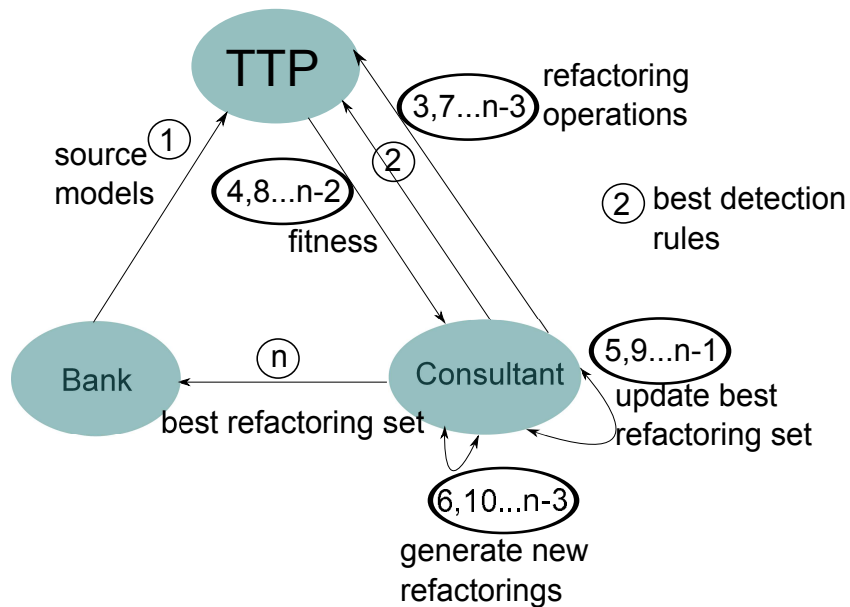 TTP
refactoring
operations
3,7...n-3
1
source
models
2
4,8...n-2
fitness
2 best detection
rules
Bank
n
Consultant
5,9...n-1
best refactoring set
update best
refactoring set
6,10...n-3
generate new
refactorings